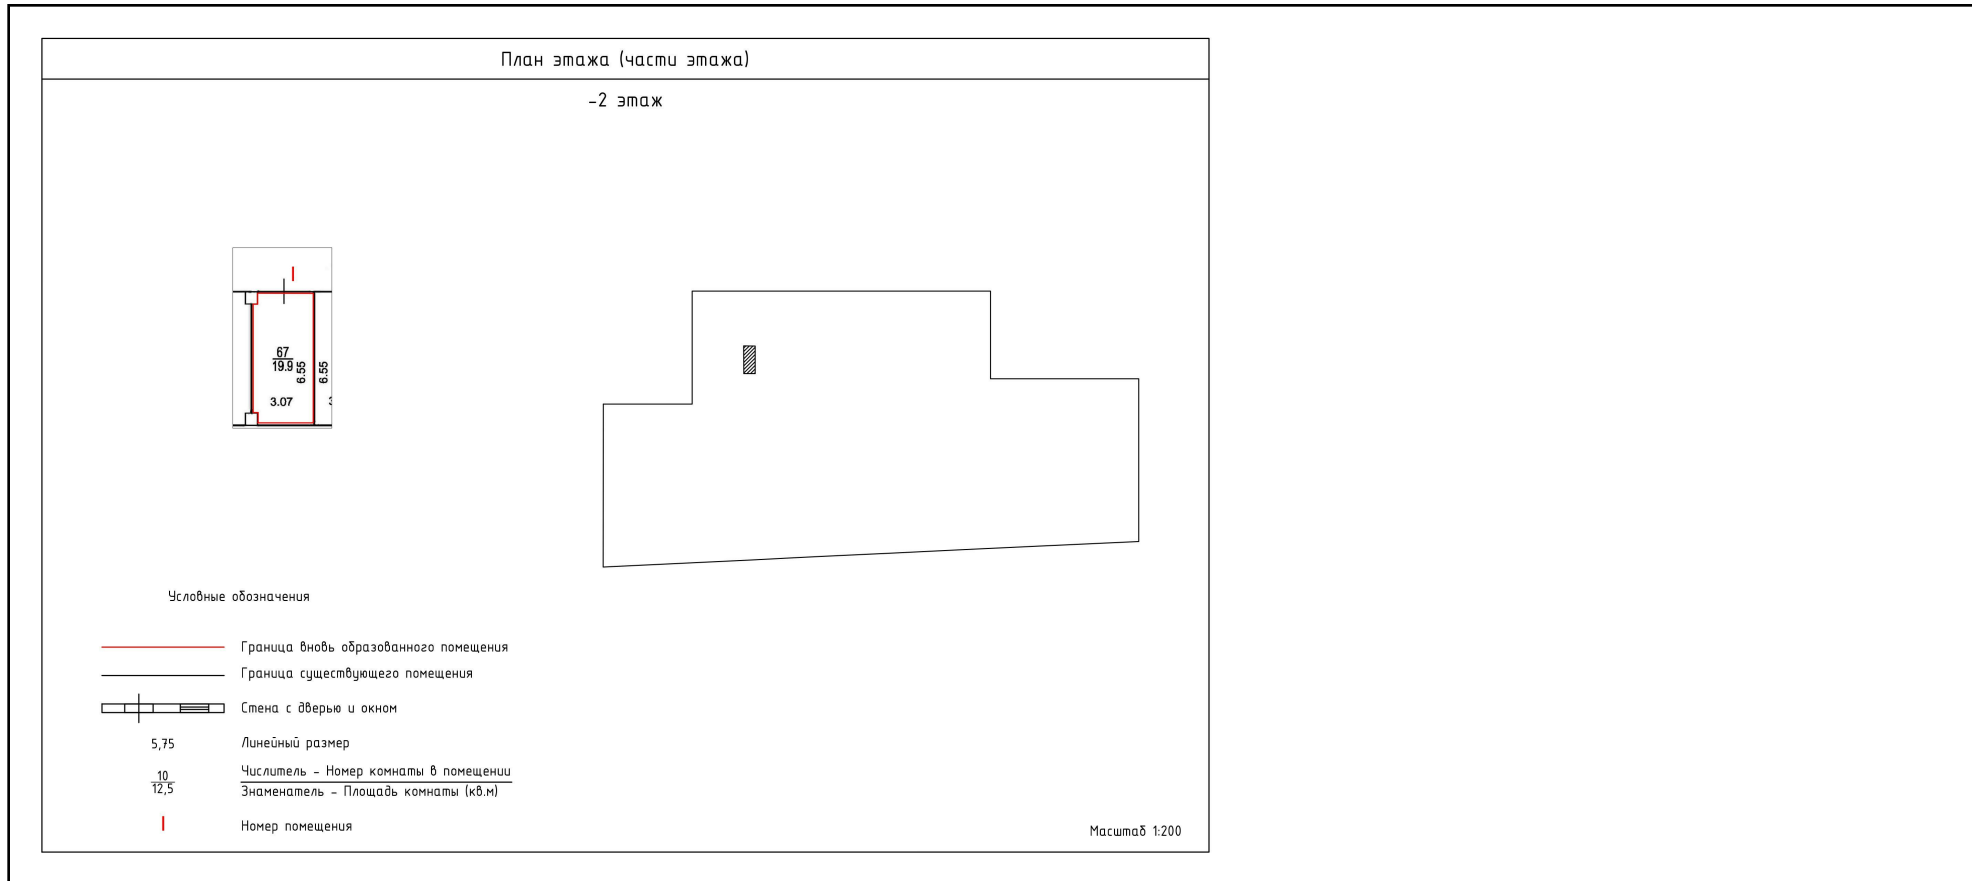 План этажа (части этажа)
-2 этаж
I
67
19.9
6.55
6.55
3.07
Условные обозначения
Граница вновь образованного помещения
Граница существующего помещения
Стена с дверью и окном
5,75 Линейный размер
10
12,5
Числитель - Номер комнаты в помещении
Знаменатель - Площадь комнаты (кв.м)
I Номер помещения
Масштаб 1:200